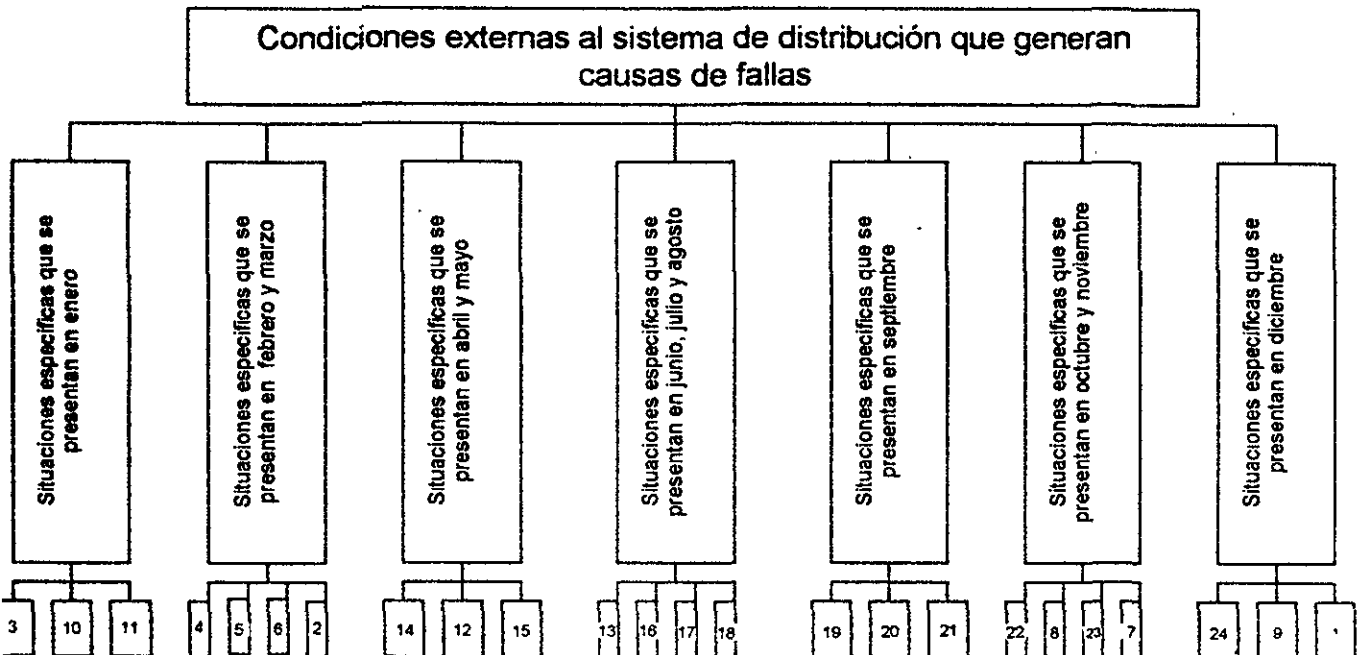 Condiciones externas al sistema de distribución que generan
causas de fallas
Situaciones específicas que se
presentan en enero
Situaciones específicas que se
presentan en febrero y marzo
Situaciones específicas que se
presentan en abril y mayo
Situaciones específicas que se
presentan en junio, julio y agosto
Situaciones específicas que se
presentan en septiembre
Situaciones específicas que se
presentan en octubre y noviembre
Situaciones específicas que se
presentan en diciembre
3 10 11 4 5 6 2 14 12 15 13 16 17 18 19 20 21 22 8 23 7 24 9